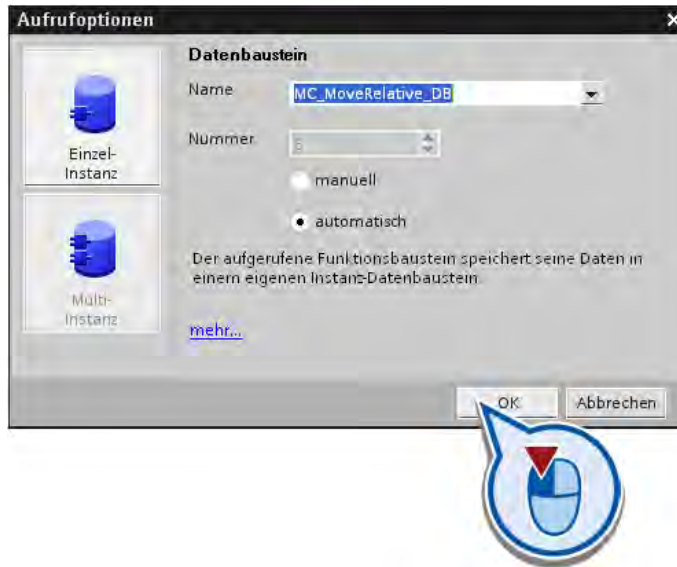 Aufrufoptionen
Datenbaustein
Name
MC_MoveRelative_DB
Nummer
manuell
automatisch
Einzel-
Instanz
Multi-
Instanz
Der aufgerufene Funktionsbaustein speichert seine Daten in
einem eigenen Instant-Datenbaustein
mehr...
OK
Abbrechen